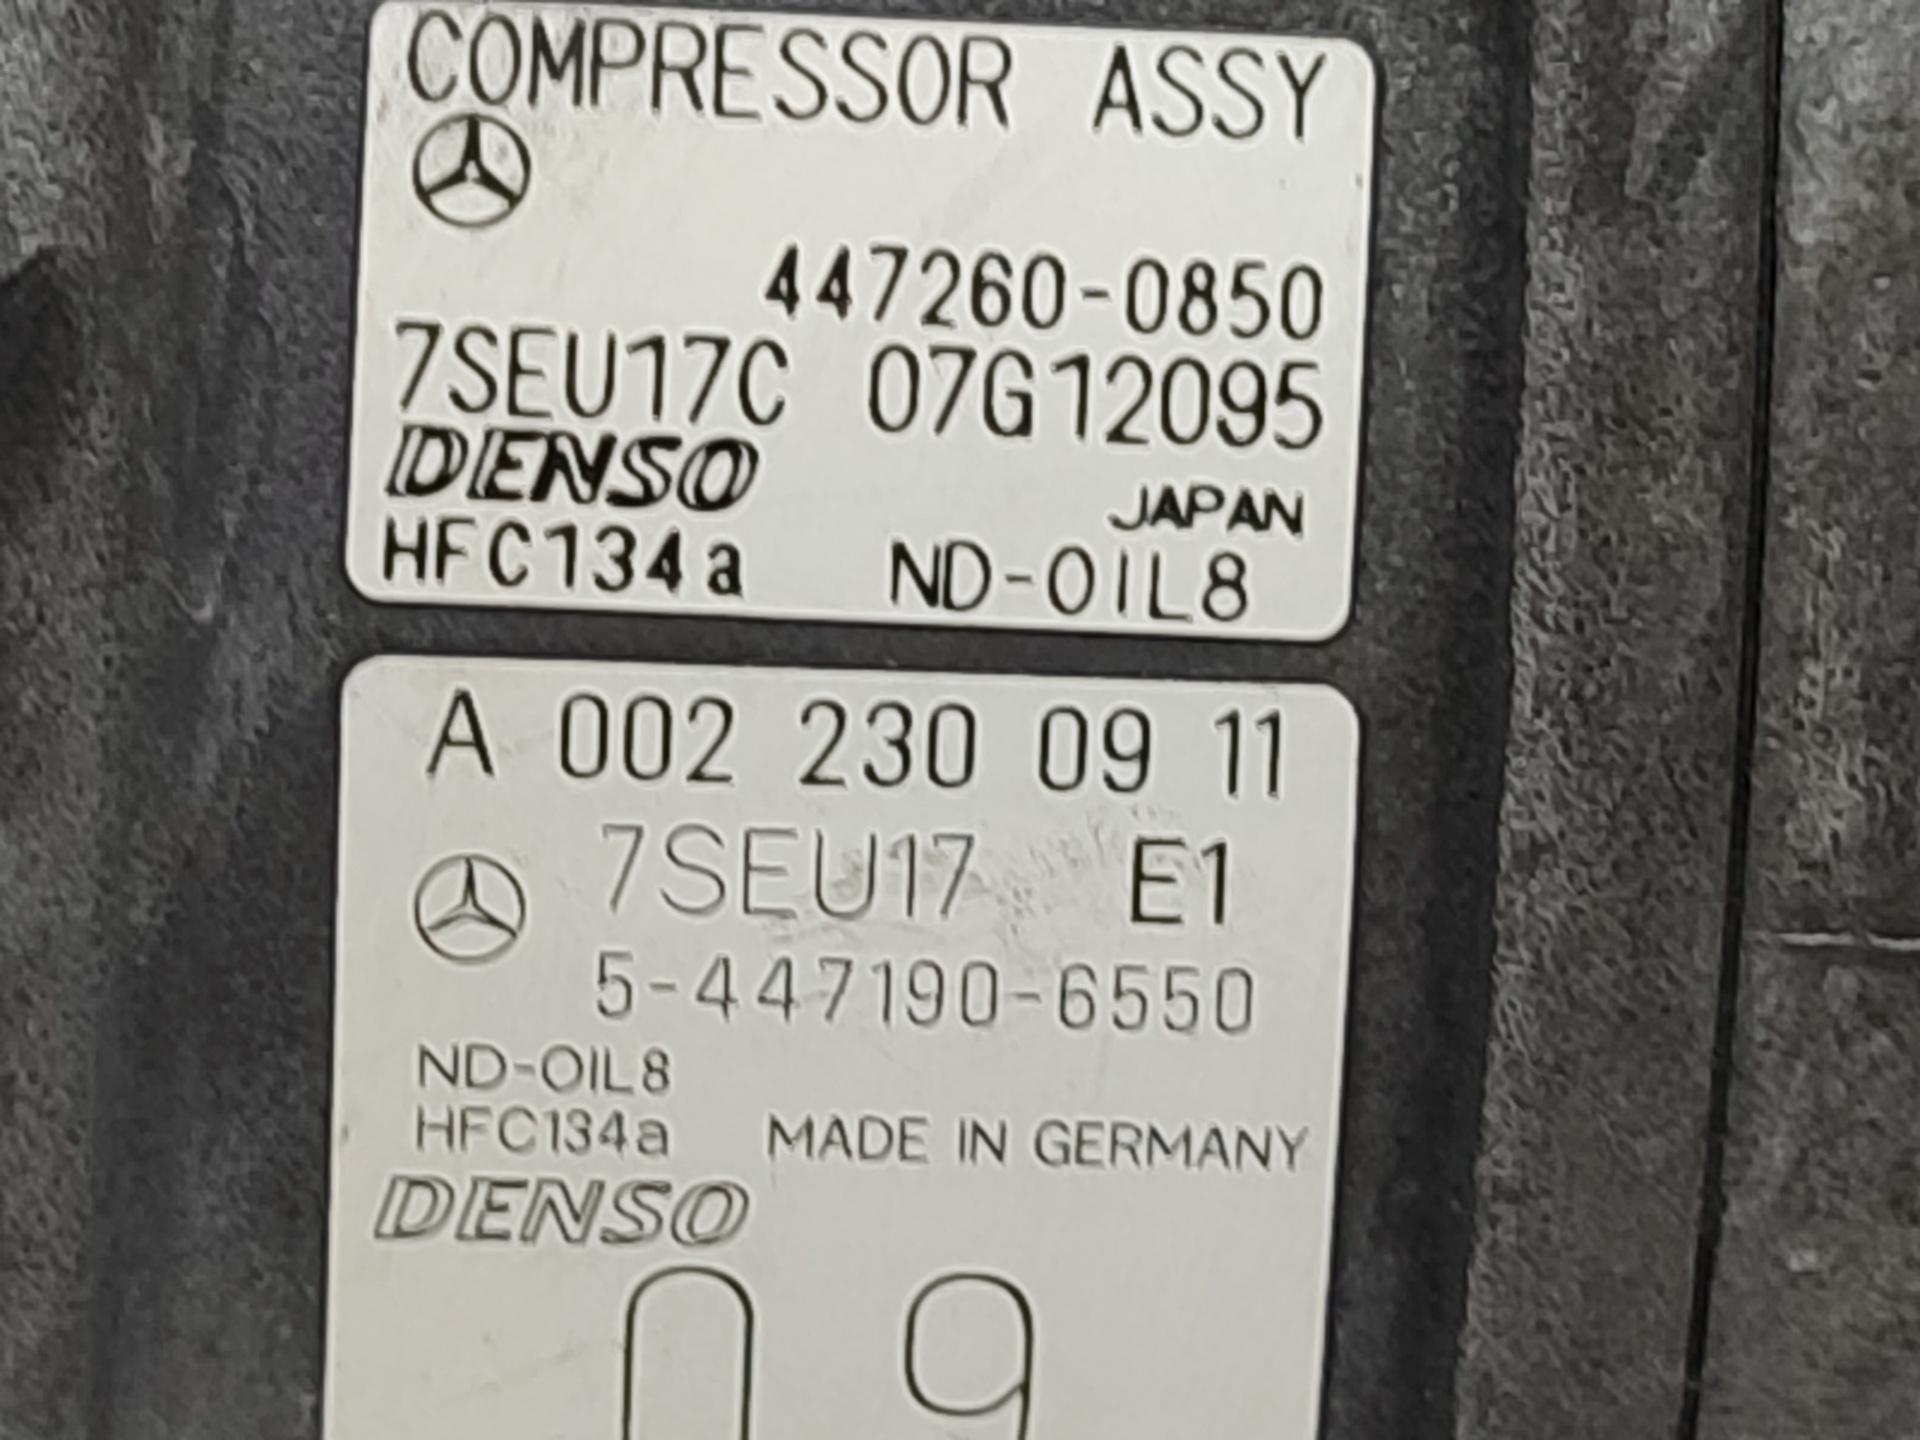 COMPRESSOR ASSY
447260-0850
7SEU17C 07G12095
DENSO
JAPAN
HFC134a ND-OIL8
A 002 230 09 11
7SEU17 E1
5-447190-6550
ND-OIL8
HFC134a MADE IN GERMANY
DENSO
09